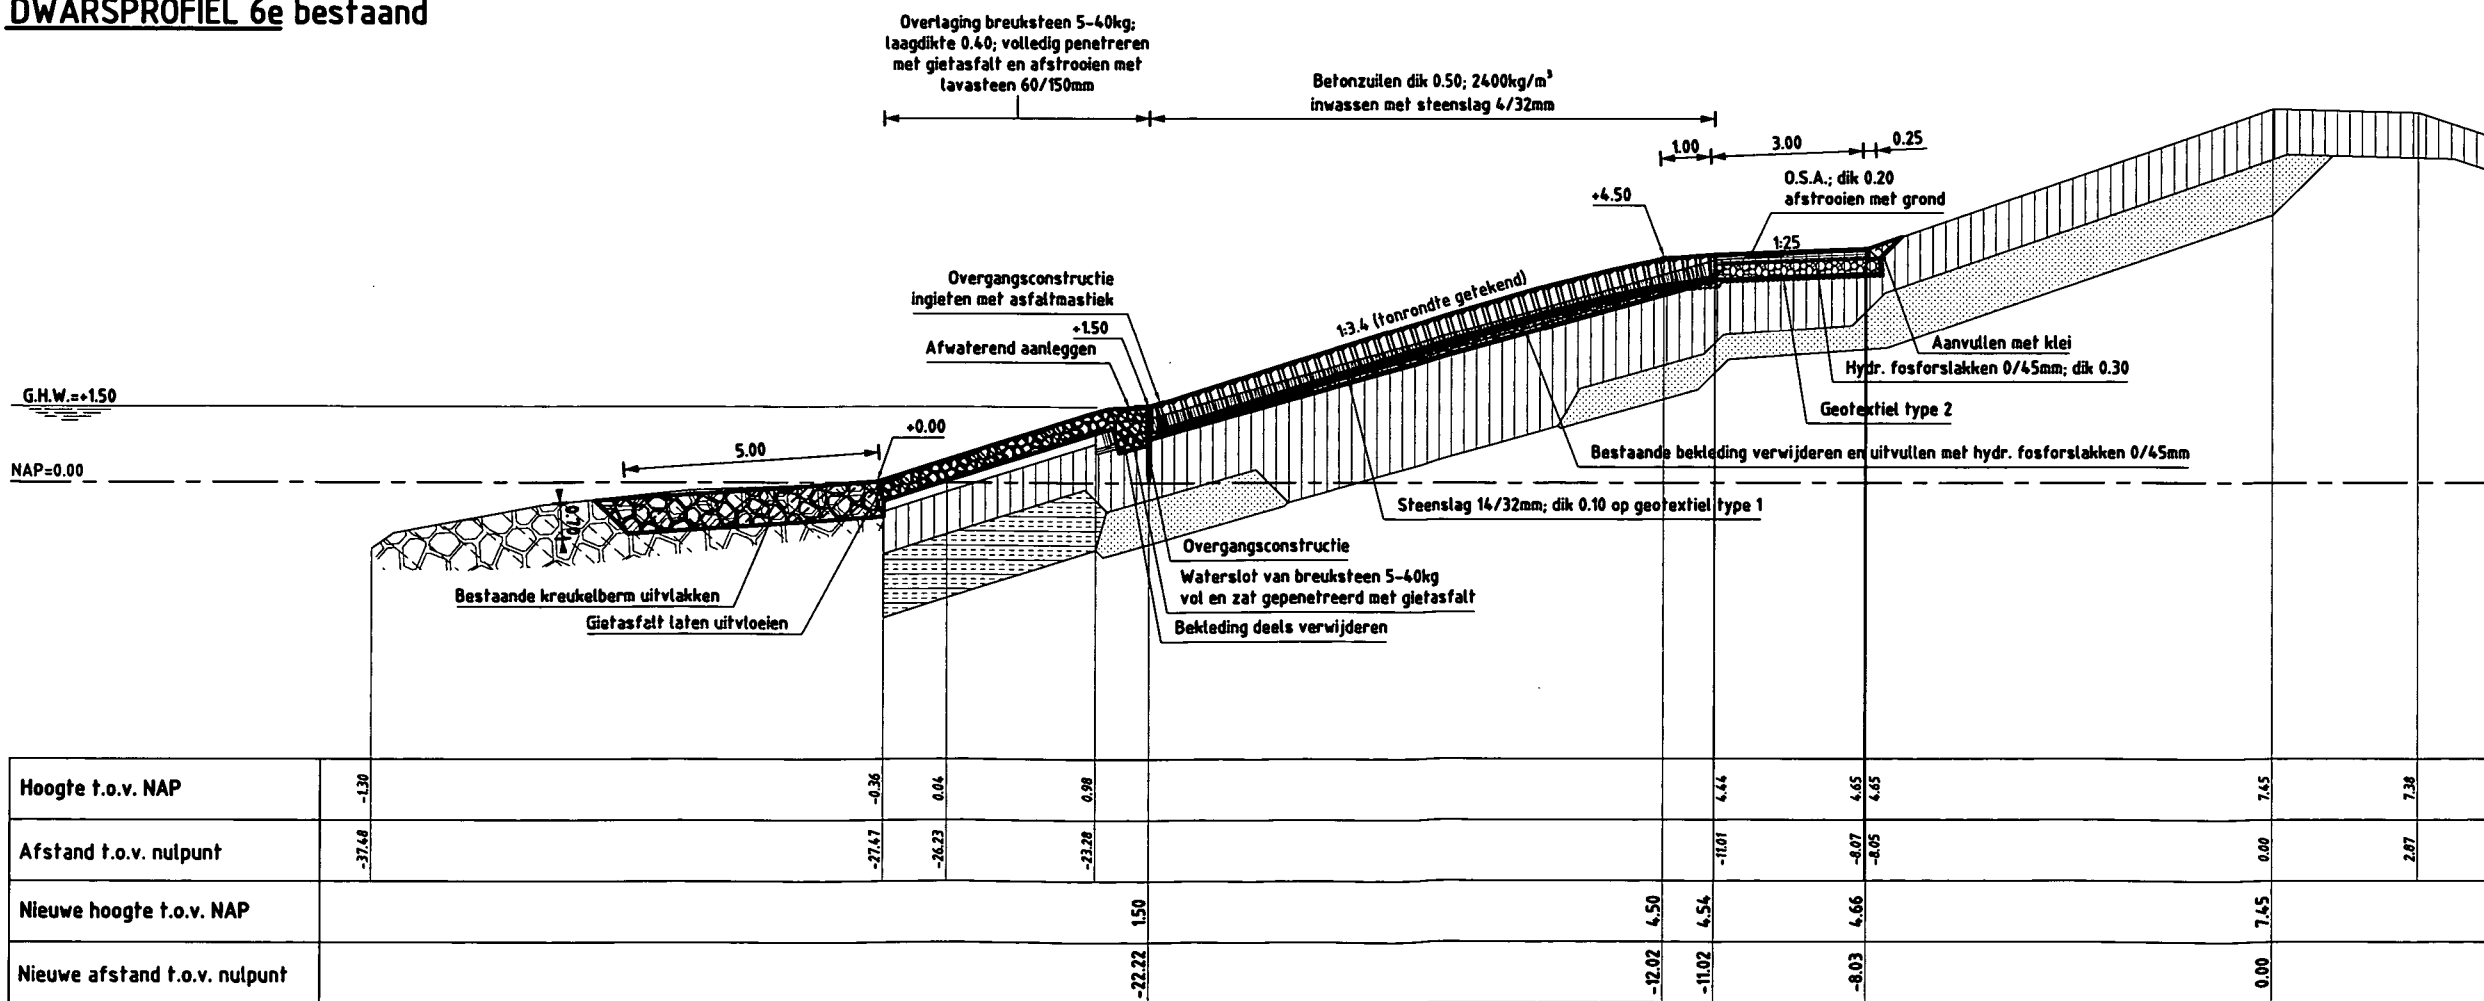 DWARSPROFIEL 6e bestaand
Overlaging breuksteen 5-40kg;
laagdikte 0.40; volledig penetreren
met gietasfalt en afstrooien met
lavasteen 60/150mm
Betonzuilen dik 0.50; 2400kg/m³
inwassen met steenslag 4/32mm
1.00
3.00
0.25
O.S.A.; dik 0.20
afstrooien met grond
+4.50
1:25
Overgangsconstructie
ingieten met asfaltmastiek
+1.50
Afwaterend aanleggen
1:3.4 (tonrondte getekend)
Aanvullen met klei
Hydr. fosforslakken 0/45mm; dik 0.30
Geotextiel type 2
G.H.W.=+1.50
+0.00
5.00
NAP=0.00
Bestaande bekleding verwijderen en uitvullen met hydr. fosforslakken 0/45mm
Steenslag 14/32mm; dik 0.10 op geotextiel type 1
0.70
Overgangsconstructie
Waterslot van breuksteen 5-40kg
vol en zat gepenetreerd met gietasfalt
Bekleding deels verwijderen
Bestaande kreukelberm uitvlakken
Gietasfalt laten uitvloeien
Hoogte t.o.v. NAP -1.30 -0.36 0.04 0.98 4.44 4.65 4.65 7.45 7.38
Afstand t.o.v. nulpunt -37.48 -27.47 -26.23 -23.28 -11.01 -8.07 -8.05 0.00 2.87
Nieuwe hoogte t.o.v. NAP 1.50 4.50 4.54 4.66 7.45
Nieuwe afstand t.o.v. nulpunt -22.22 -12.02 -11.02 -8.03 0.00